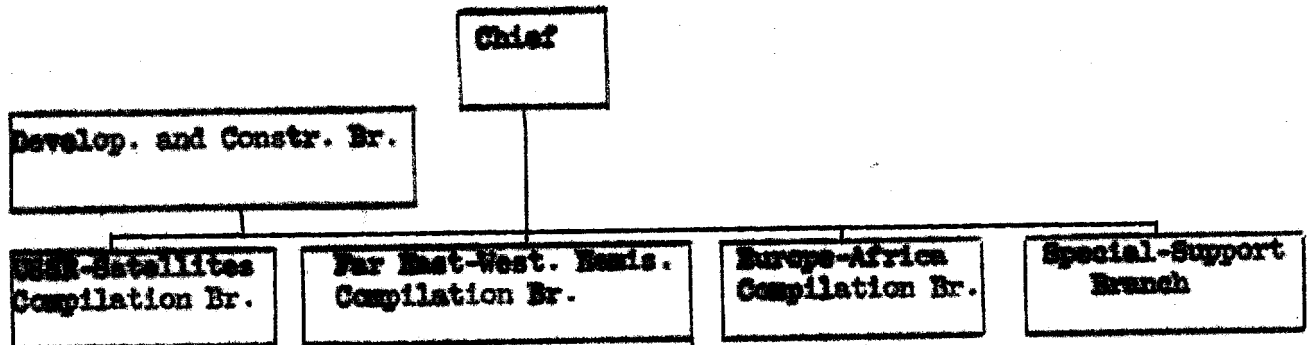 Chief
Develop. and Constr. Br.
USSR-Satellites
Compilation Br.
Far East-West. Hemis.
Compilation Br.
Europe-Africa
Compilation Br.
Special-Support
Branch